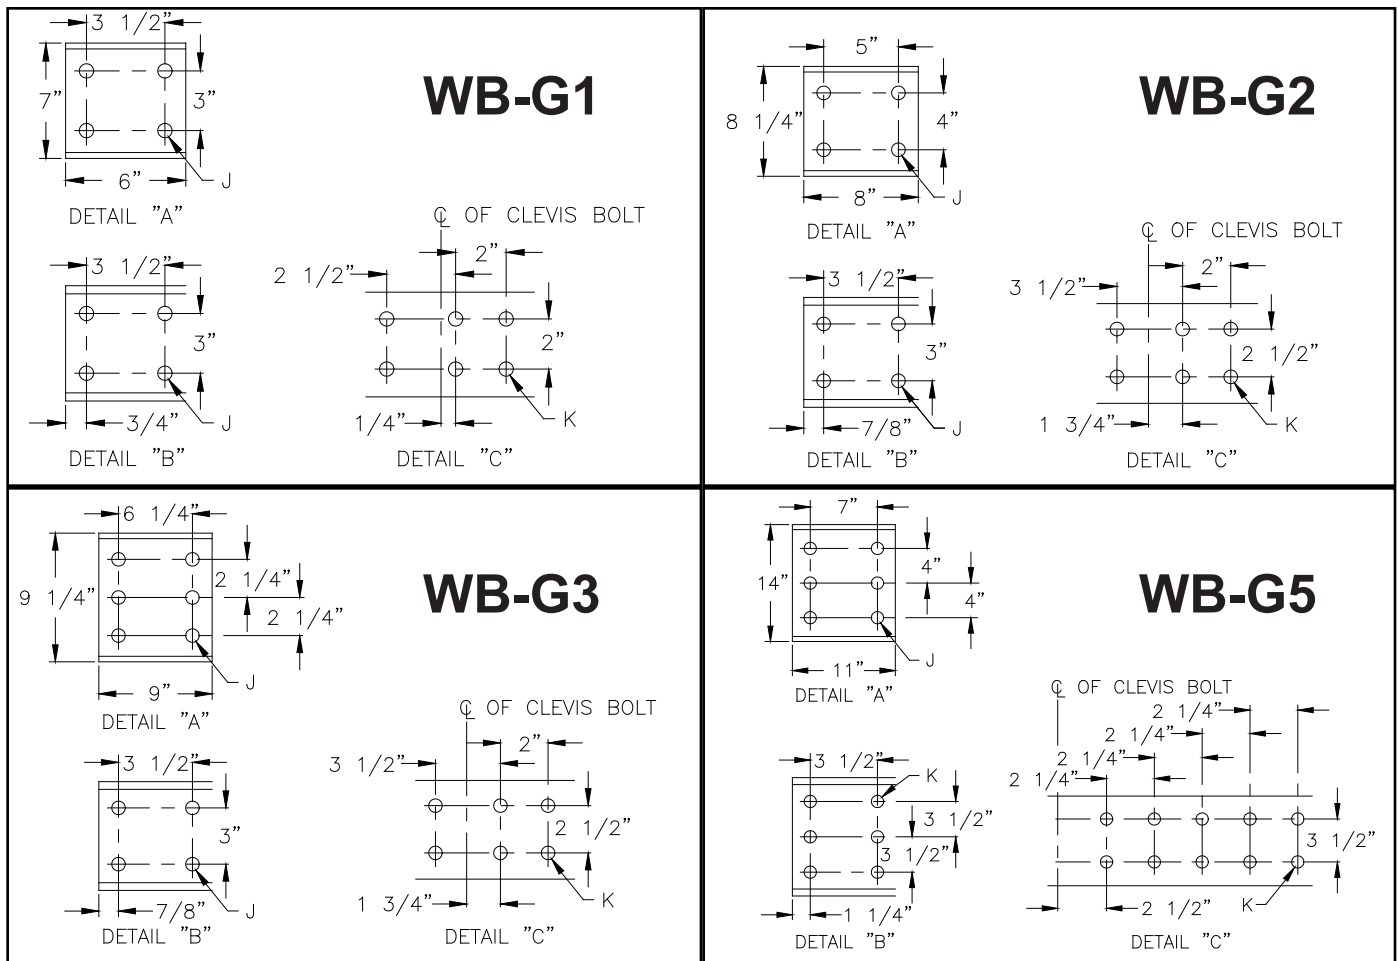 WB-G1
3 1/2”
7”
3”
6”
J
DETAIL "A"
3 1/2”
3”
3/4”
J
DETAIL "B"
℄ OF CLEVIS BOLT
2”
2 1/2”
2”
1/4”
K
DETAIL "C"
WB-G2
5”
8 1/4”
4”
8”
J
DETAIL "A"
3 1/2”
3”
7/8”
J
DETAIL "B"
℄ OF CLEVIS BOLT
2”
3 1/2”
2 1/2”
1 3/4”
K
DETAIL "C"
WB-G3
6 1/4”
2 1/4”
9 1/4”
2 1/4”
9”
J
DETAIL "A"
3 1/2”
3”
7/8”
J
DETAIL "B"
℄ OF CLEVIS BOLT
2”
3 1/2”
2 1/2”
1 3/4”
K
DETAIL "C"
WB-G5
7”
4”
14”
4”
11”
J
DETAIL "A"
3 1/2”
K
3 1/2”
3 1/2”
1 1/4”
DETAIL "B"
℄ OF CLEVIS BOLT
2 1/4”
2 1/4”
2 1/4”
2 1/4”
3 1/2”
2 1/2”
K
DETAIL "C"